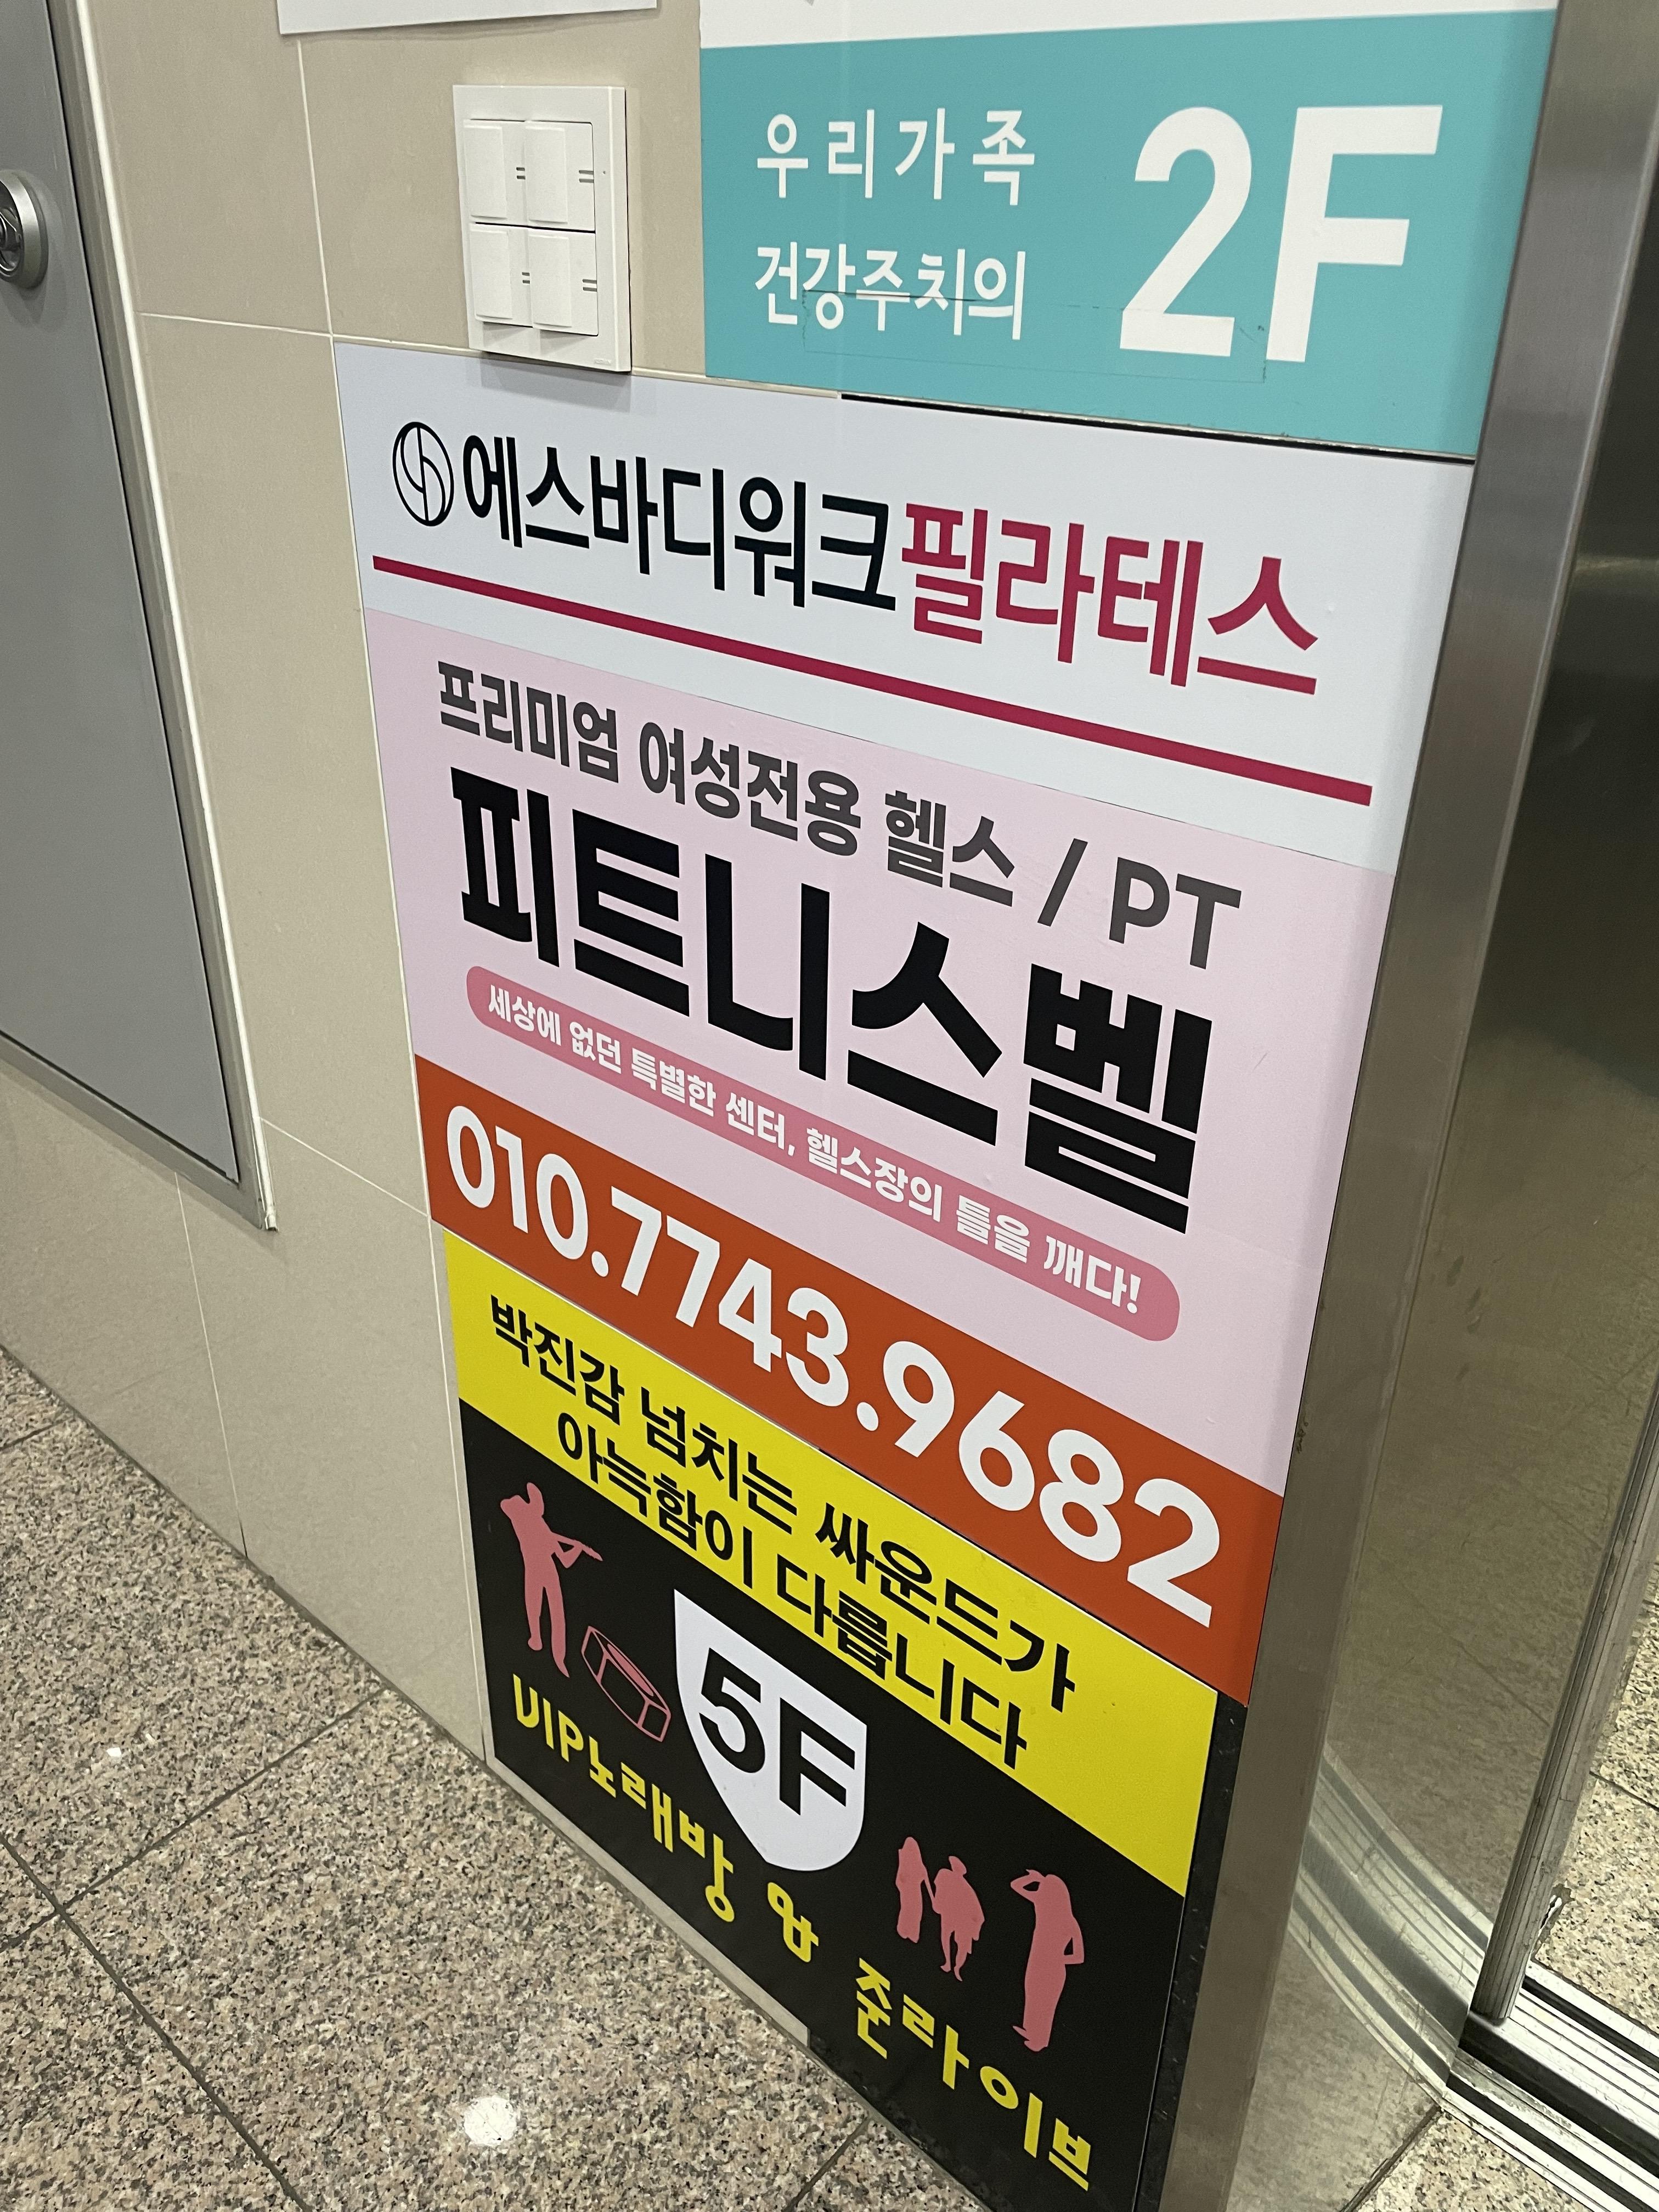 우리가족
건강주치의
2F
에스바디워크필라테스
프리미엄 여성전용 헬스 / PT
피트니스벨
세상에 없던 특별한 센터, 헬스장의 틀을 깨다!
010.7743.9682
박진감 넘치는 싸운드가
아늑함이 다릅니다
5F
VIP노래방 & 준라이브